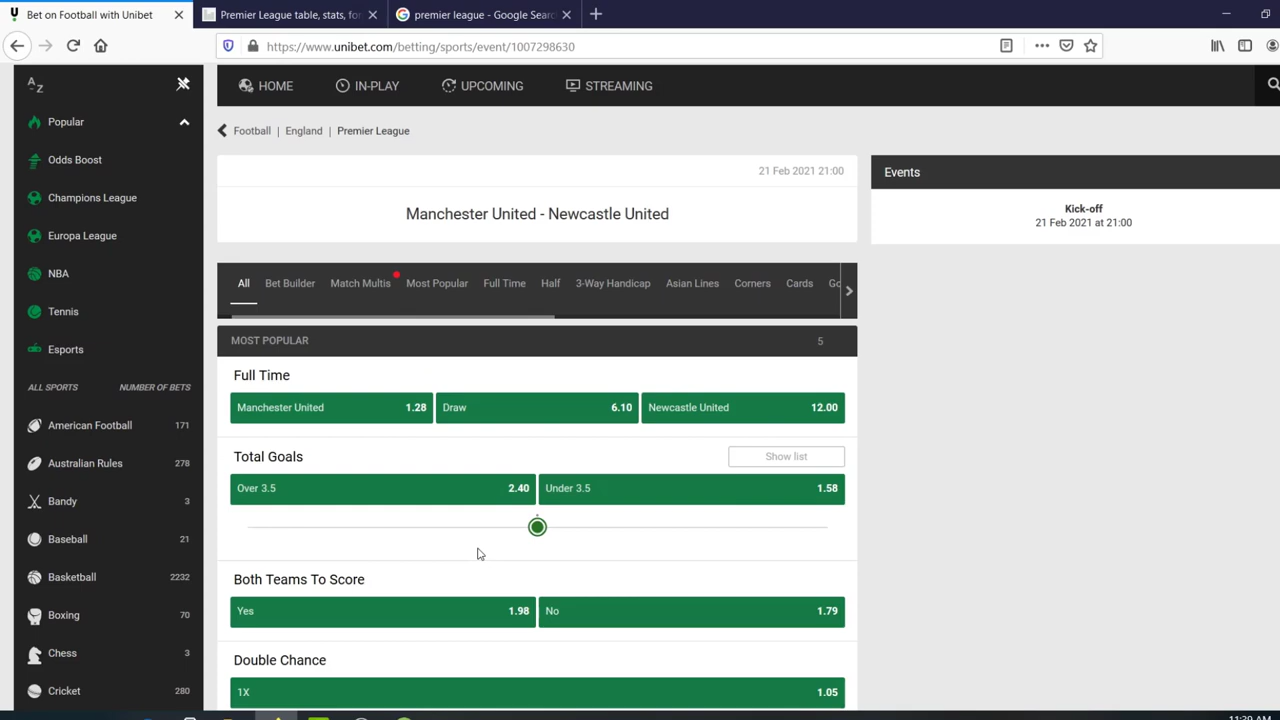 Bet on Football with Unibet
Premier League table, stats, for
premier league - Google Searc
https://www.unibet.com/betting/sports/event/1007298630
A Z
HOME IN-PLAY UPCOMING STREAMING
Popular
Odds Boost
Champions League
Europa League
NBA
Tennis
Esports
ALL SPORTS NUMBER OF BETS
American Football 171
Australian Rules 278
Bandy 3
Baseball 21
Basketball 2232
Boxing 70
Chess 3
Cricket 280
Football | England | Premier League
21 Feb 2021 21:00
Manchester United - Newcastle United
All Bet Builder Match Multis Most Popular Full Time Half 3-Way Handicap Asian Lines Corners Cards Go
MOST POPULAR 5
Full Time
Manchester United 1.28 Draw 6.10 Newcastle United 12.00
Total Goals Show list
Over 3.5 2.40 Under 3.5 1.58
Both Teams To Score
Yes 1.98 No 1.79
Double Chance
1X 1.05
Events
Kick-off
21 Feb 2021 at 21:00